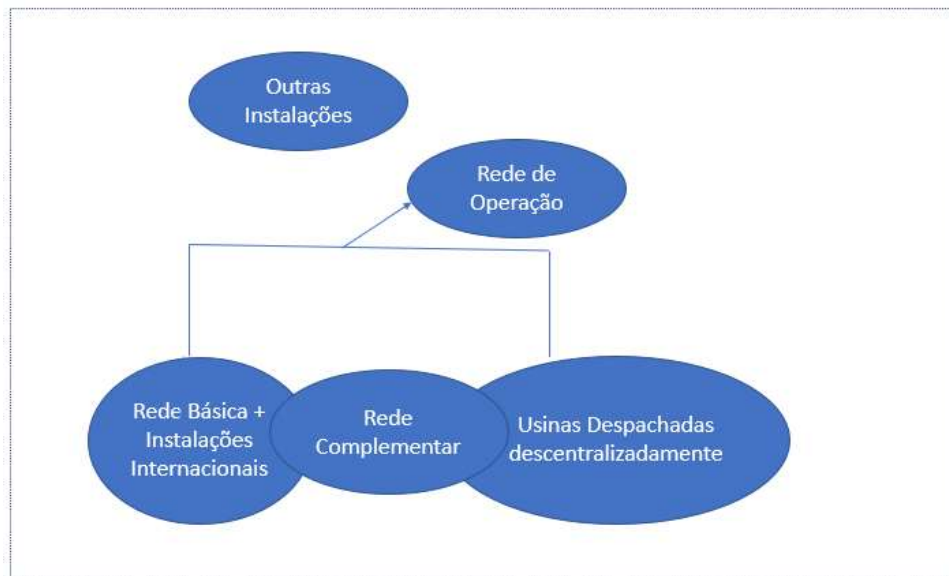 Outras
Instalações
Rede de
Operação
Rede Básica +
Instalações
Internacionais
Rede
Complementar
Usinas Despachadas
descentralizadamente